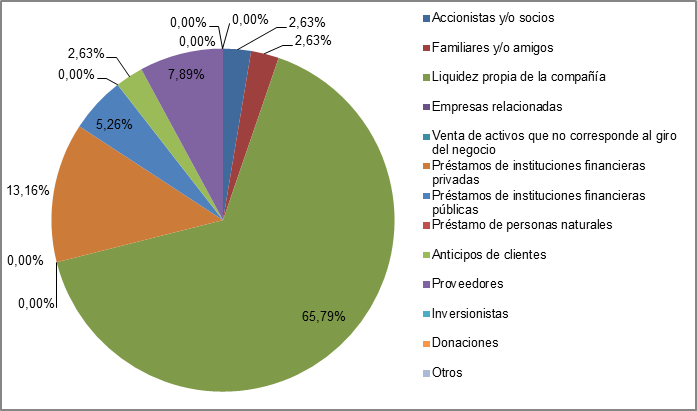 0,00%
0,00%
2,63%
2,63%
0,00%
2,63%
0,00%
7,89%
5,26%
13,16%
0,00%
0,00%
65,79%
Accionistas y/o socios
Familiares y/o amigos
Liquidez propia de la compañía
Empresas relacionadas
Venta de activos que no corresponde al giro
del negocio
Préstamos de instituciones financieras
privadas
Préstamos de instituciones financieras
públicas
Préstamo de personas naturales
Anticipos de clientes
Proveedores
Inversionistas
Donaciones
Otros